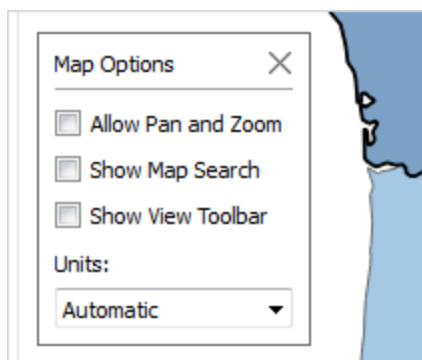 Map Options
Allow Pan and Zoom
Show Map Search
Show View Toolbar
Units:
Automatic